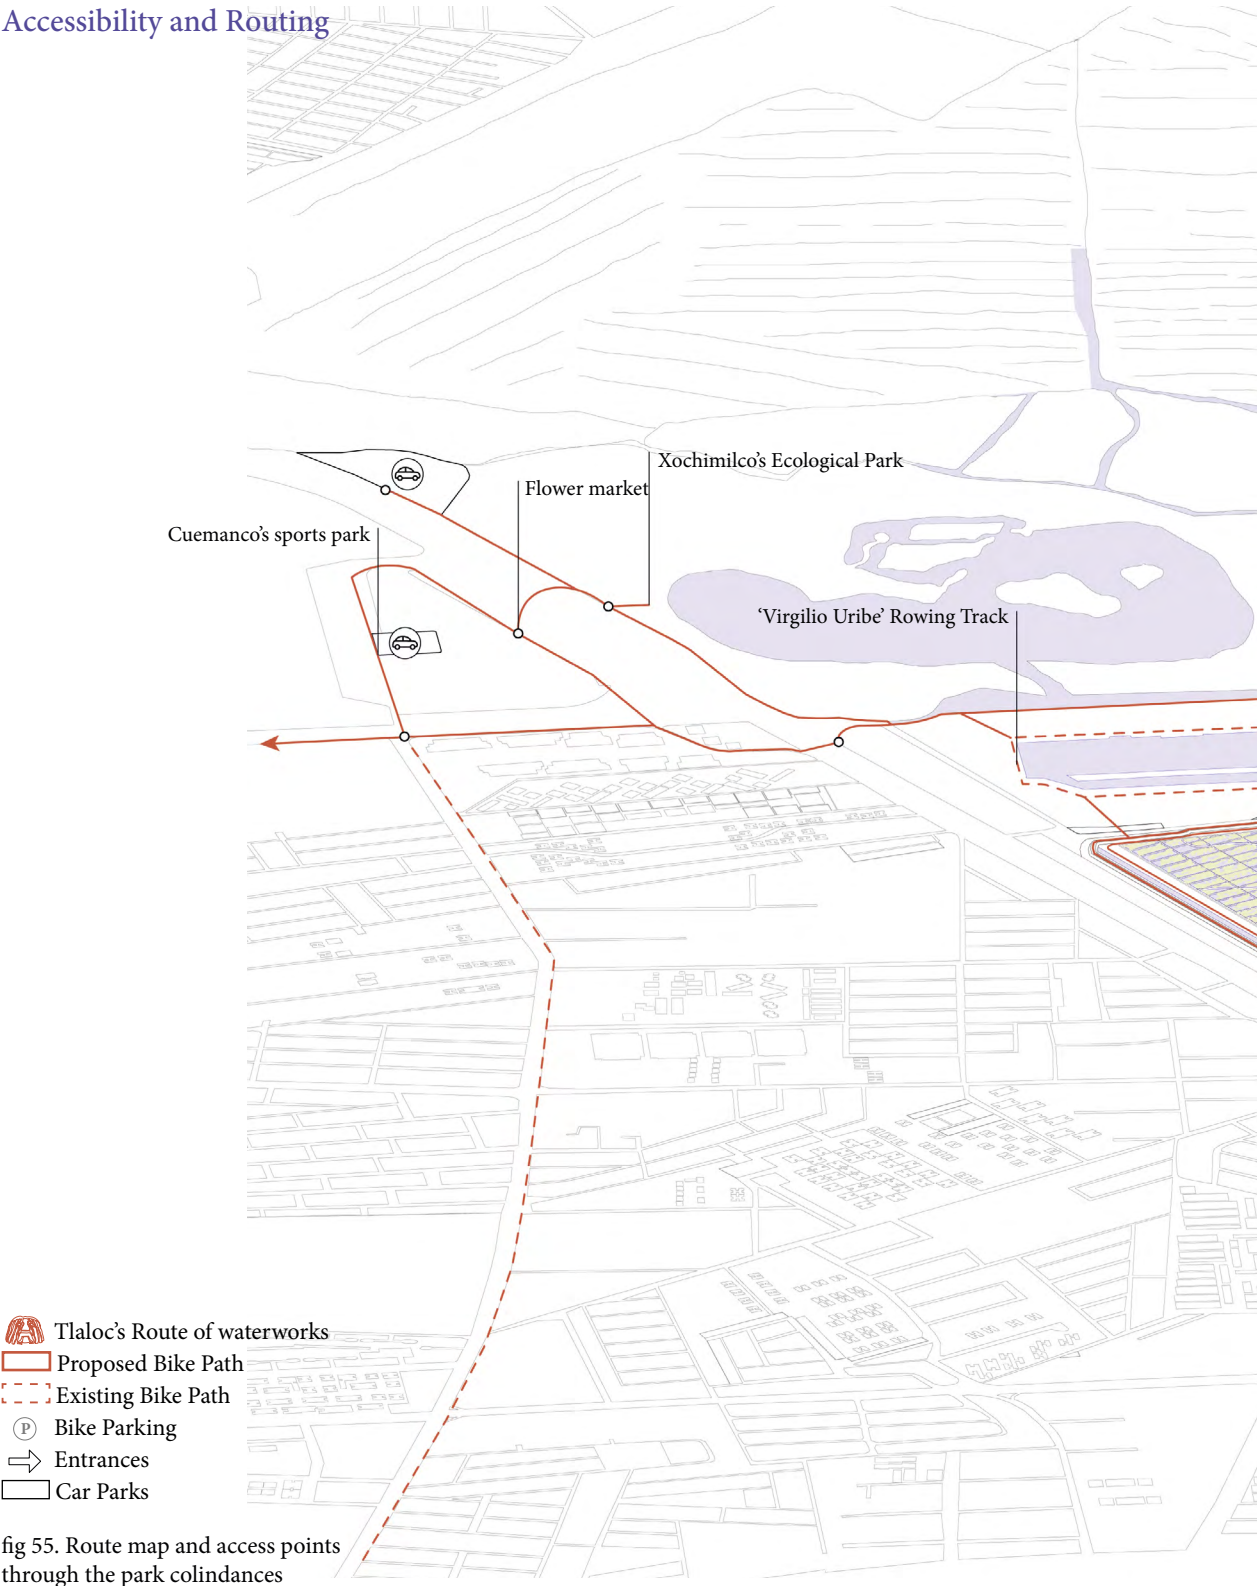 Accessibility and Routing
Xochimilco's Ecological Park
Flower market
Cuemanco's sports park
'Virgilio Uribe' Rowing Track
Tlaloc's Route of waterworks
Proposed Bike Path
Existing Bike Path
P Bike Parking
Entrances
Car Parks
fig 55. Route map and access points
through the park colindances